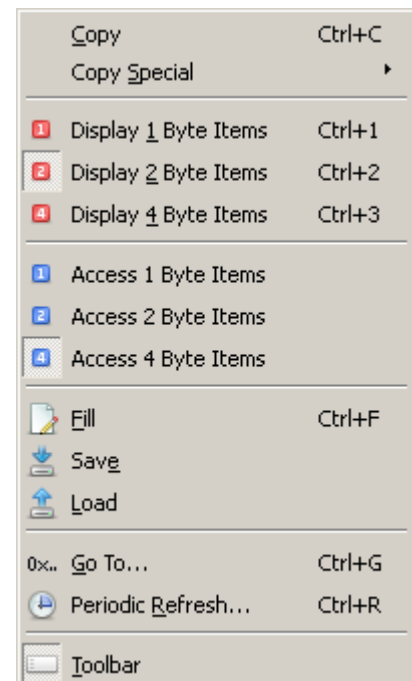 Copy Ctrl+C
Copy Special
1 Display 1 Byte Items Ctrl+1
2 Display 2 Byte Items Ctrl+2
4 Display 4 Byte Items Ctrl+3
1 Access 1 Byte Items
2 Access 2 Byte Items
4 Access 4 Byte Items
Fill Ctrl+F
Save
Load
0x.. Go To... Ctrl+G
Periodic Refresh... Ctrl+R
Toolbar